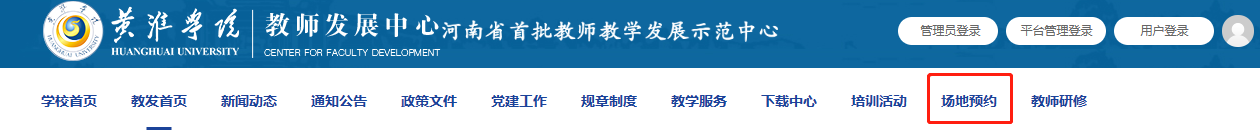 黄淮学院
HUANGHUAI UNIVERSITY
教师发展中心
CENTER FOR FACULTY DEVELOPMENT
河南省首批教师教学发展示范中心
管理员登录 平台管理登录 用户登录
学校首页 教发首页 新闻动态 通知公告 政策文件 党建工作 规章制度 教学服务 下载中心 培训活动 场地预约 教师研修